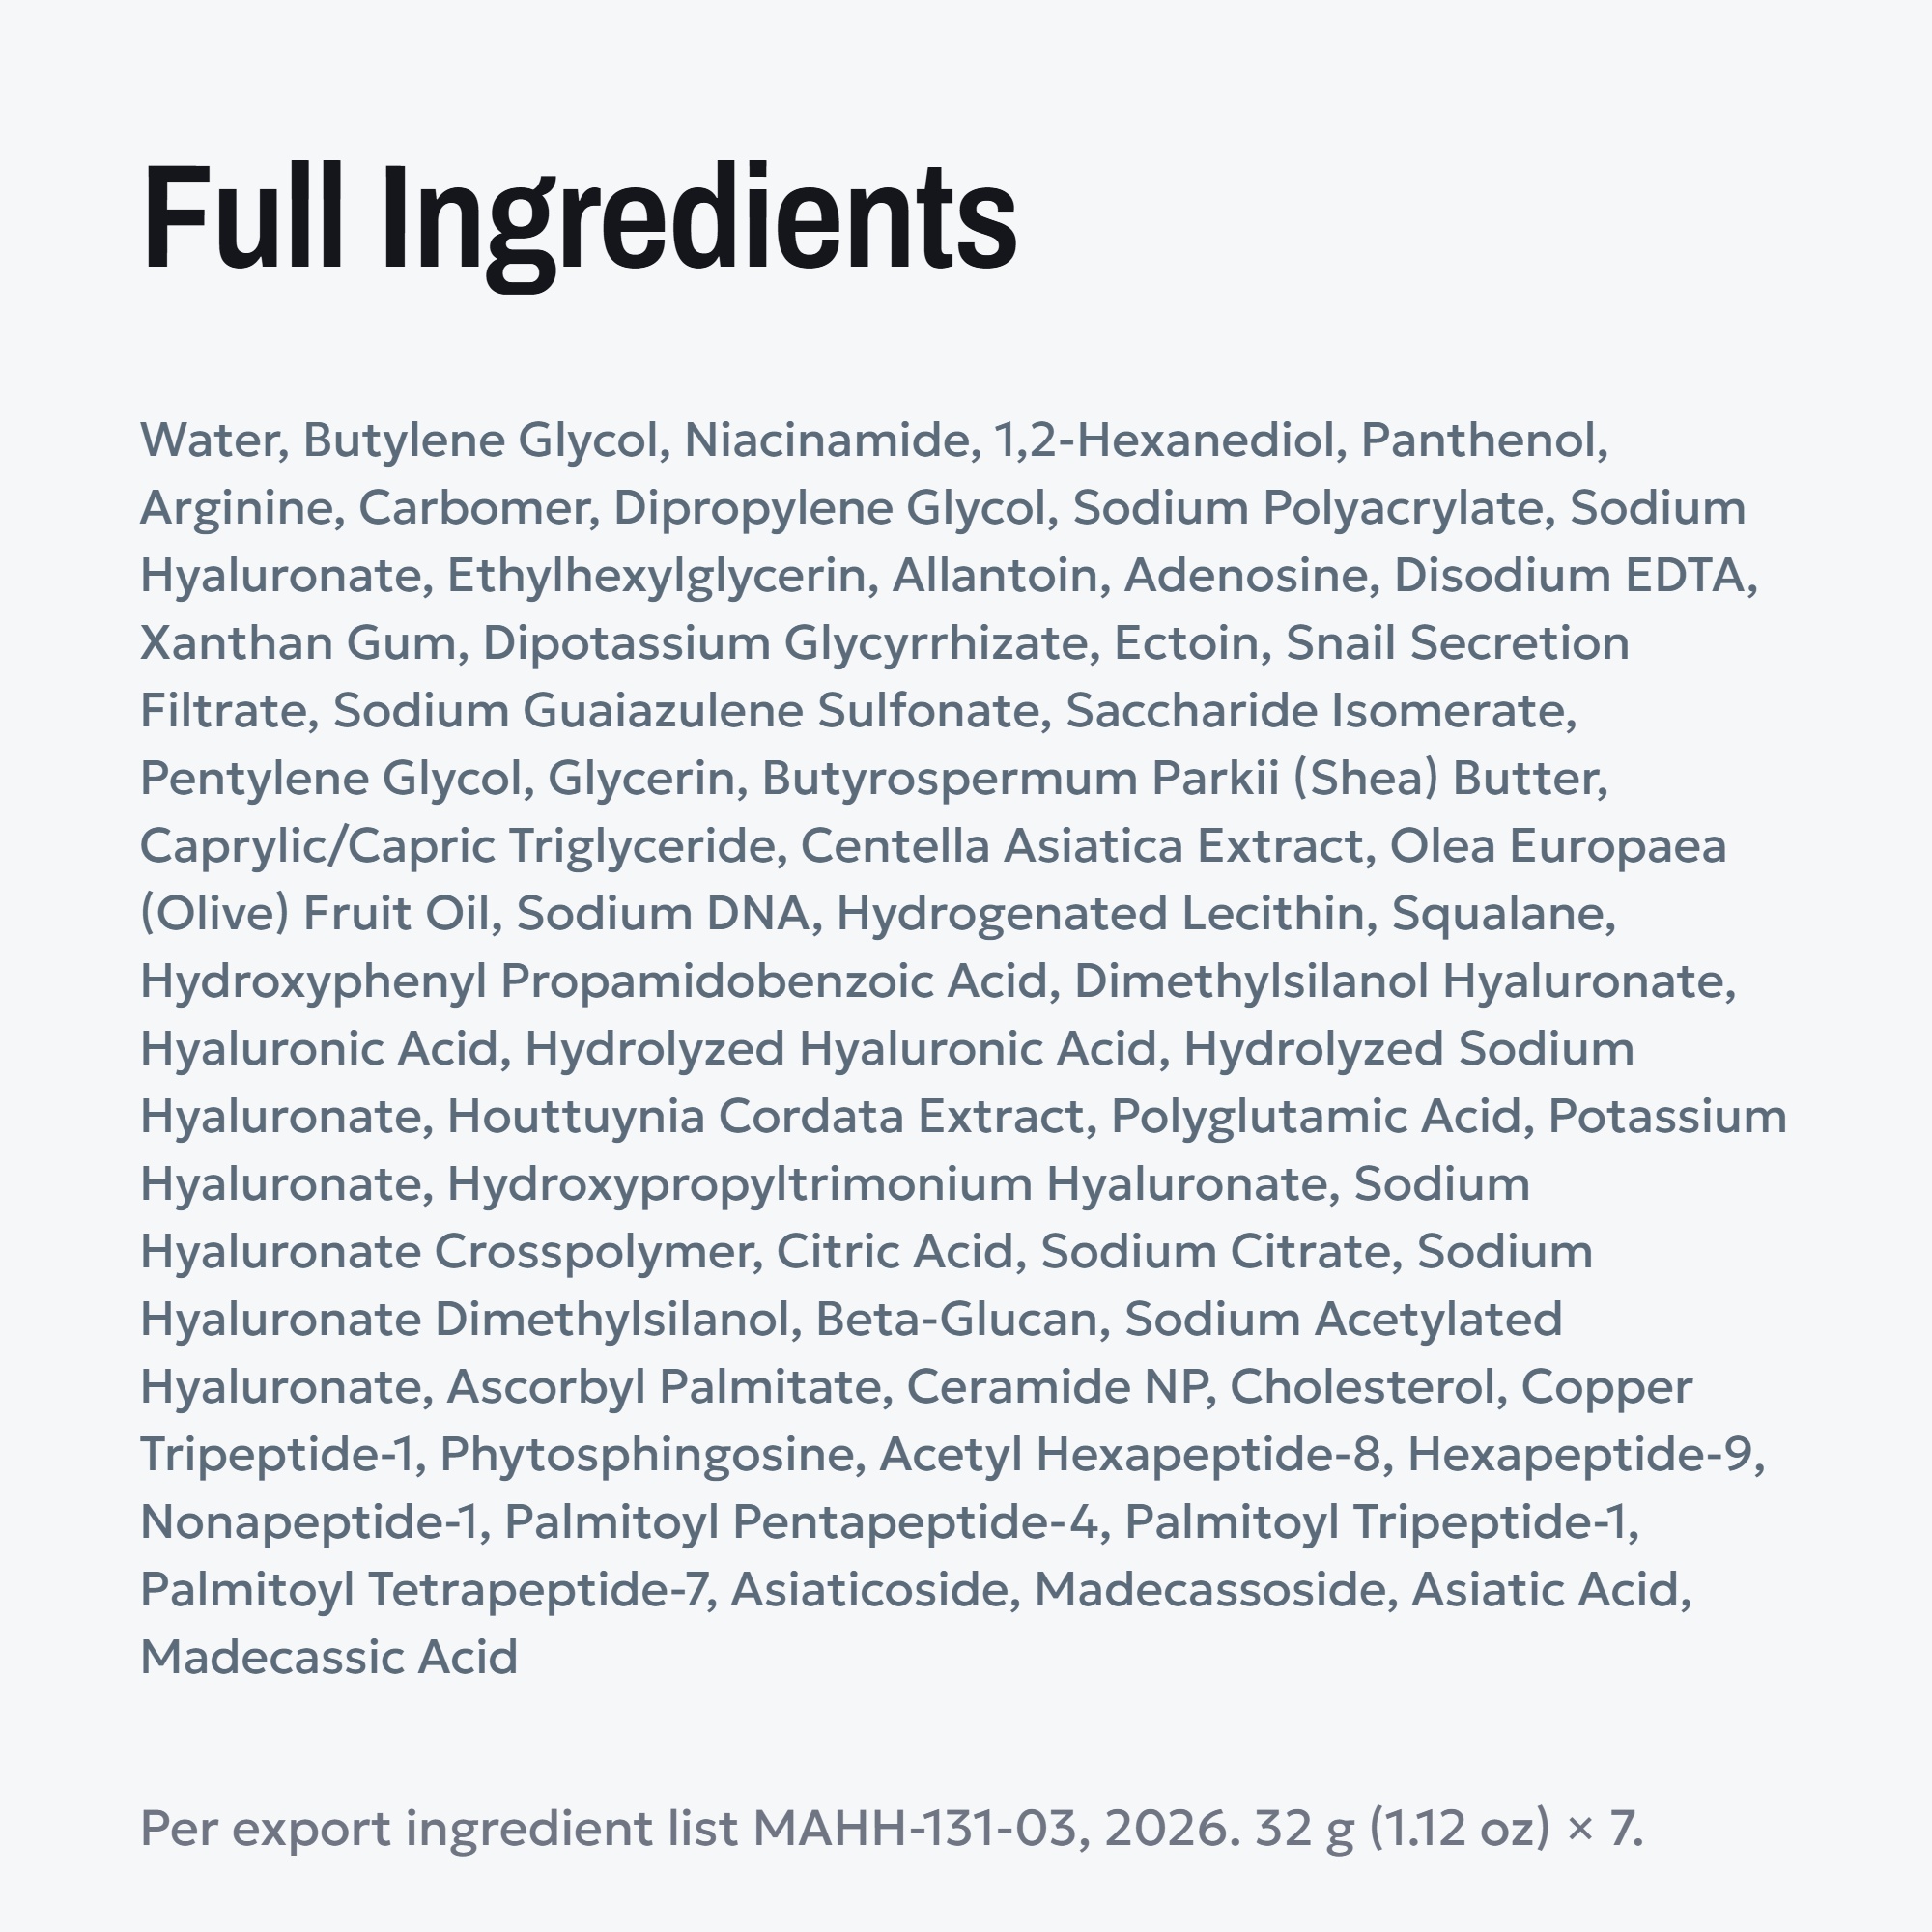 Full Ingredients
Water, Butylene Glycol, Niacinamide, 1,2-Hexanediol, Panthenol,
Arginine, Carbomer, Dipropylene Glycol, Sodium Polyacrylate, Sodium
Hyaluronate, Ethylhexylglycerin, Allantoin, Adenosine, Disodium EDTA,
Xanthan Gum, Dipotassium Glycyrrhizate, Ectoin, Snail Secretion
Filtrate, Sodium Guaiazulene Sulfonate, Saccharide Isomerate,
Pentylene Glycol, Glycerin, Butyrospermum Parkii (Shea) Butter,
Caprylic/Capric Triglyceride, Centella Asiatica Extract, Olea Europaea
(Olive) Fruit Oil, Sodium DNA, Hydrogenated Lecithin, Squalane,
Hydroxyphenyl Propamidobenzoic Acid, Dimethylsilanol Hyaluronate,
Hyaluronic Acid, Hydrolyzed Hyaluronic Acid, Hydrolyzed Sodium
Hyaluronate, Houttuynia Cordata Extract, Polyglutamic Acid, Potassium
Hyaluronate, Hydroxypropyltrimonium Hyaluronate, Sodium
Hyaluronate Crosspolymer, Citric Acid, Sodium Citrate, Sodium
Hyaluronate Dimethylsilanol, Beta-Glucan, Sodium Acetylated
Hyaluronate, Ascorbyl Palmitate, Ceramide NP, Cholesterol, Copper
Tripeptide-1, Phytosphingosine, Acetyl Hexapeptide-8, Hexapeptide-9,
Nonapeptide-1, Palmitoyl Pentapeptide-4, Palmitoyl Tripeptide-1,
Palmitoyl Tetrapeptide-7, Asiaticoside, Madecassoside, Asiatic Acid,
Madecassic Acid
Per export ingredient list MAHH-131-03, 2026. 32 g (1.12 oz) × 7.